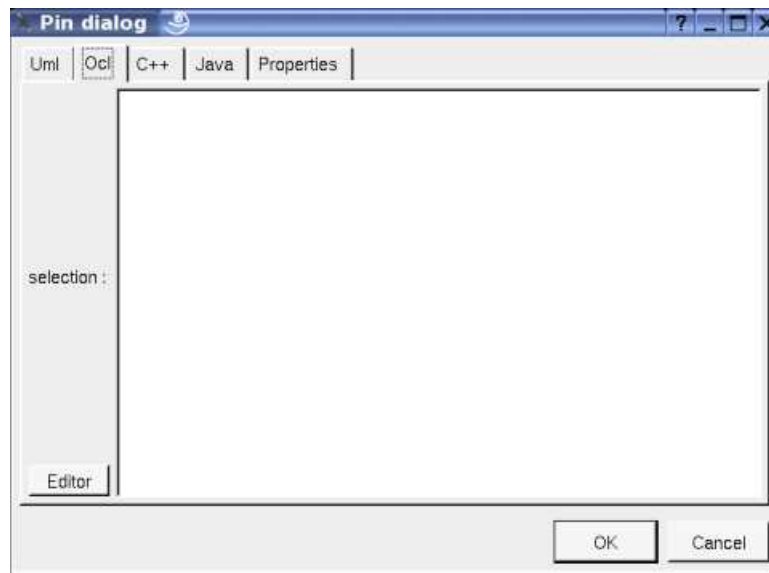 Pin dialog
?
Uml Ocl C++ Java Properties
selection :
Editor
OK Cancel